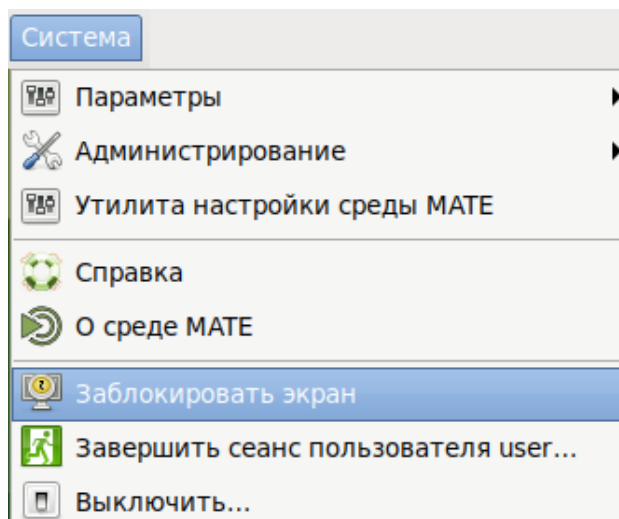 Система
Параметры
Администрирование
Утилита настройки среды MATE
Справка
О среде MATE
Заблокировать экран
Завершить сеанс пользователя user...
Выключить...